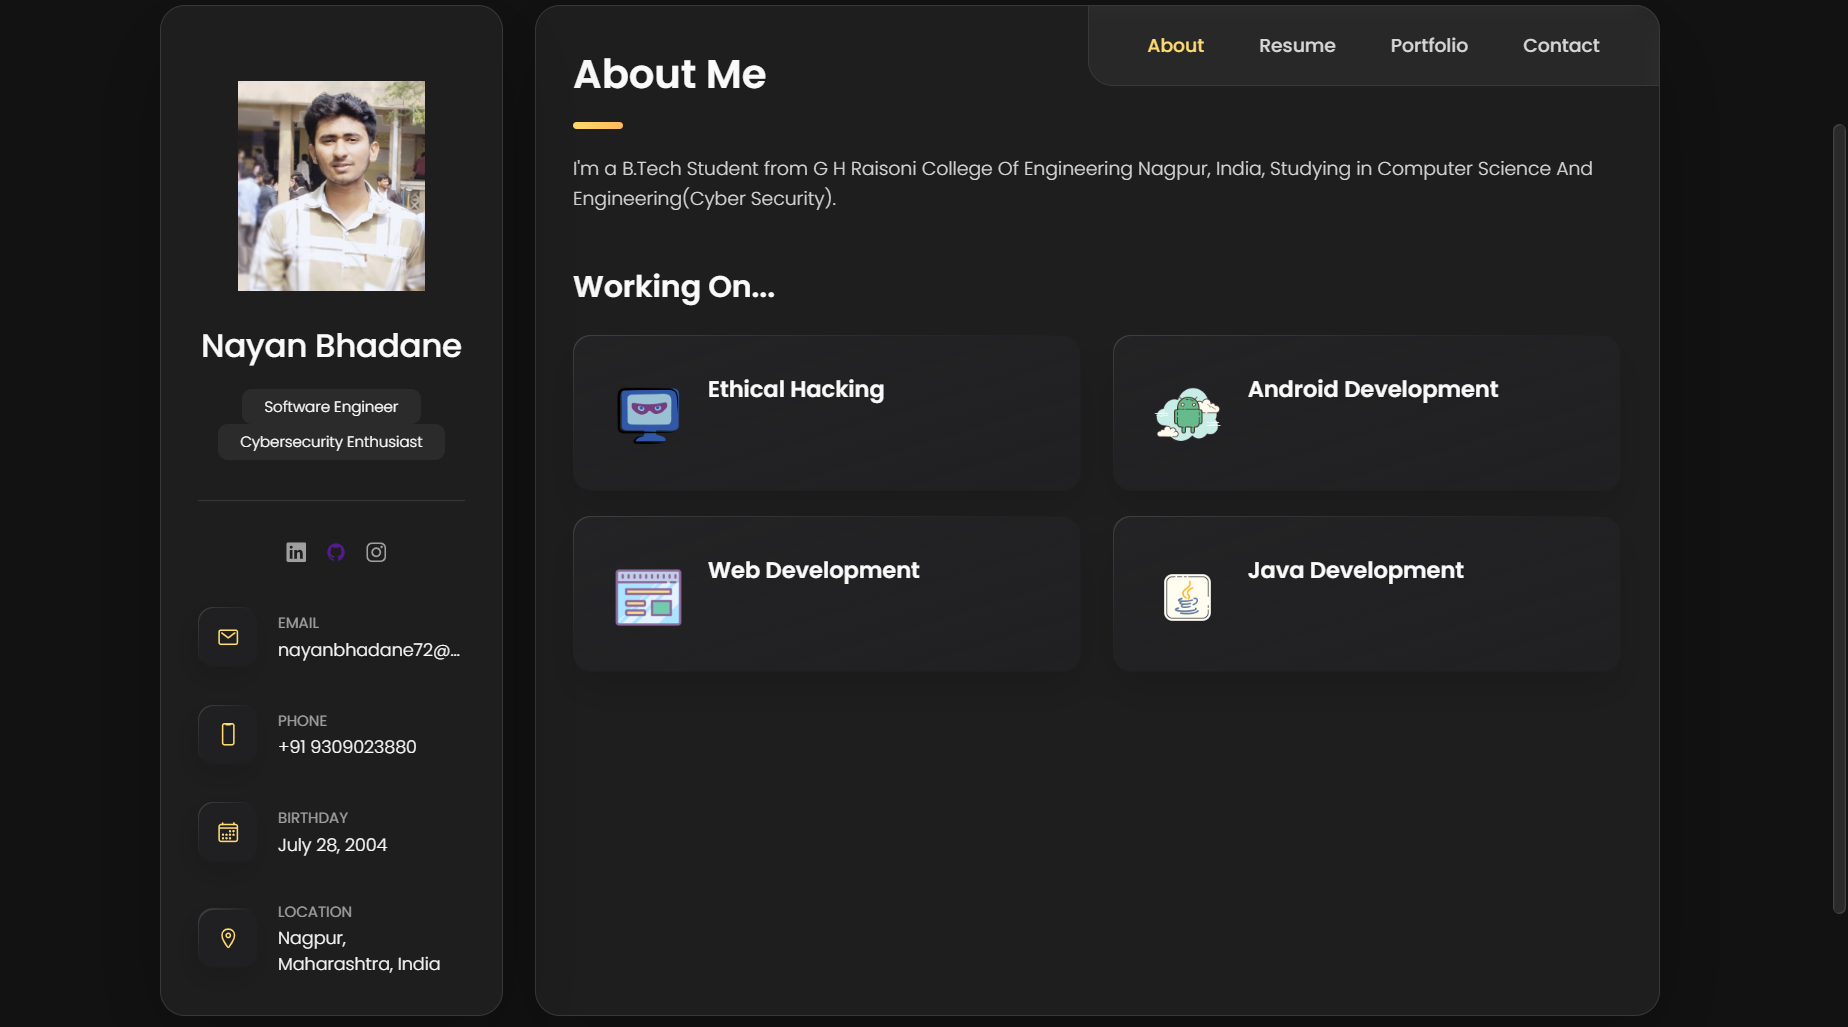 Nayan Bhadane
Software Engineer
Cybersecurity Enthusiast
in
EMAIL
nayanbhadane72@...
PHONE
+91 9309023880
BIRTHDAY
July 28, 2004
LOCATION
Nagpur,
Maharashtra, India
About
Resume
Portfolio
Contact
About Me
I'm a B.Tech Student from G H Raisoni College Of Engineering Nagpur, India, Studying in Computer Science And
Engineering(Cyber Security).
Working On...
Ethical Hacking
Android Development
Web Development
Java Development